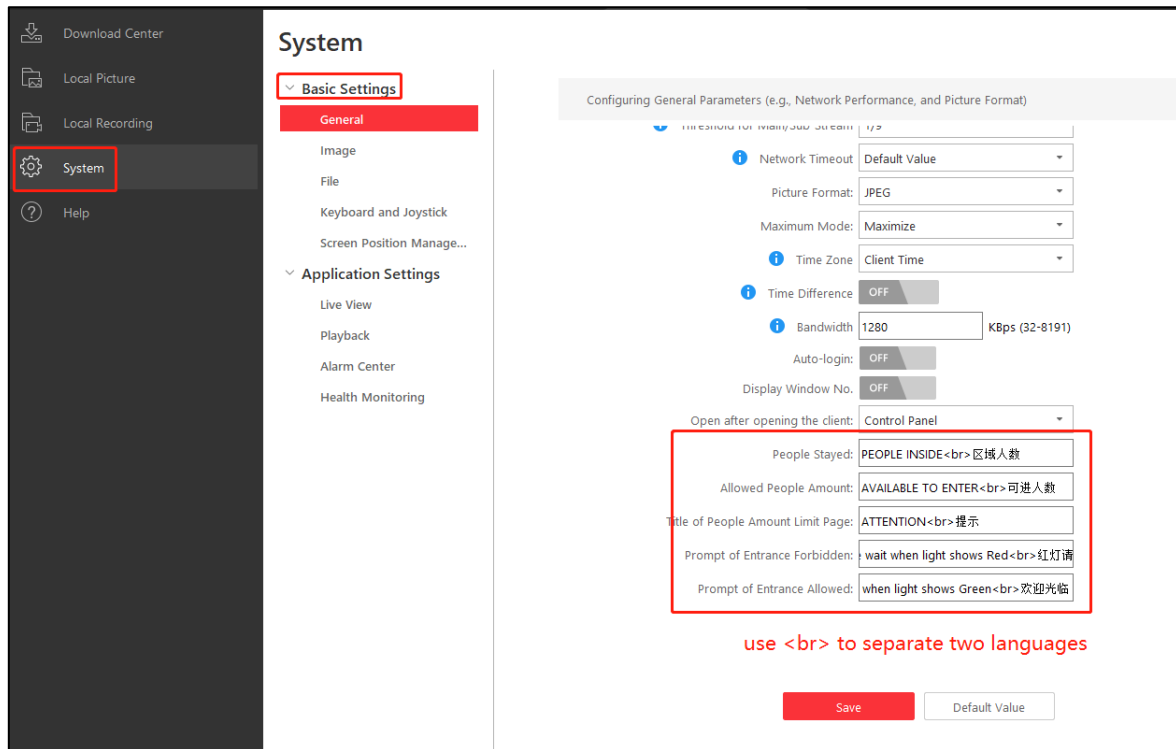 Download Center
Local Picture
Local Recording
System
Help
System
Basic Settings
General
Image
File
Keyboard and Joystick
Screen Position Manage...
Application Settings
Live View
Playback
Alarm Center
Health Monitoring
Configuring General Parameters (e.g., Network Performance, and Picture Format)
Threshold for Main/Sub Stream 1/9
Network Timeout Default Value
Picture Format: JPEG
Maximum Mode: Maximize
Time Zone Client Time
Time Difference OFF
Bandwidth 1280 KBps (32-8191)
Auto-login: OFF
Display Window No. OFF
Open after opening the client: Control Panel
People Stayed: PEOPLE INSIDE<br>区域人数
Allowed People Amount: AVAILABLE TO ENTER<br>可进人数
Title of People Amount Limit Page: ATTENTION<br>提示
Prompt of Entrance Forbidden: wait when light shows Red<br>红灯请
Prompt of Entrance Allowed: when light shows Green<br>欢迎光临
use <br> to separate two languages
Save Default Value